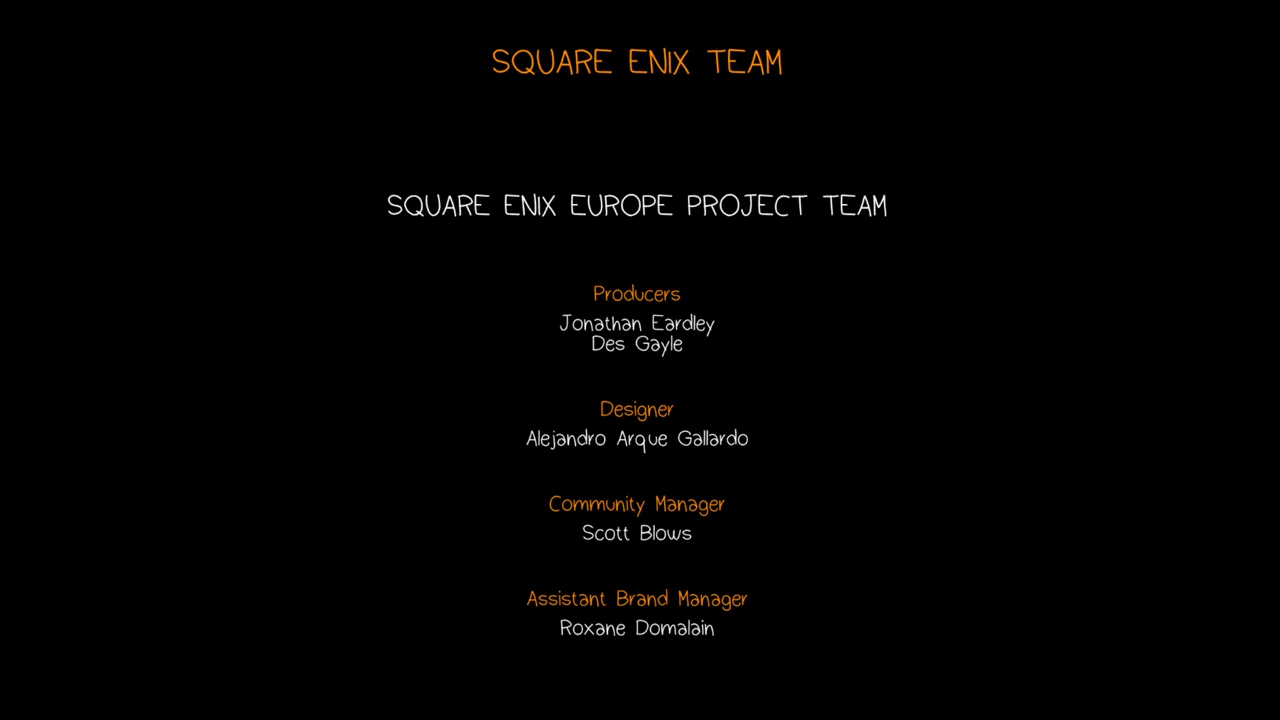 SQUARE ENIX TEAM
SQUARE ENIX EUROPE PROJECT TEAM
Producers
Jonathan Eardley
Des Gayle
Designer
Alejandro Arque Gallardo
Community Manager
Scott Blows
Assistant Brand Manager
Roxane Domalain